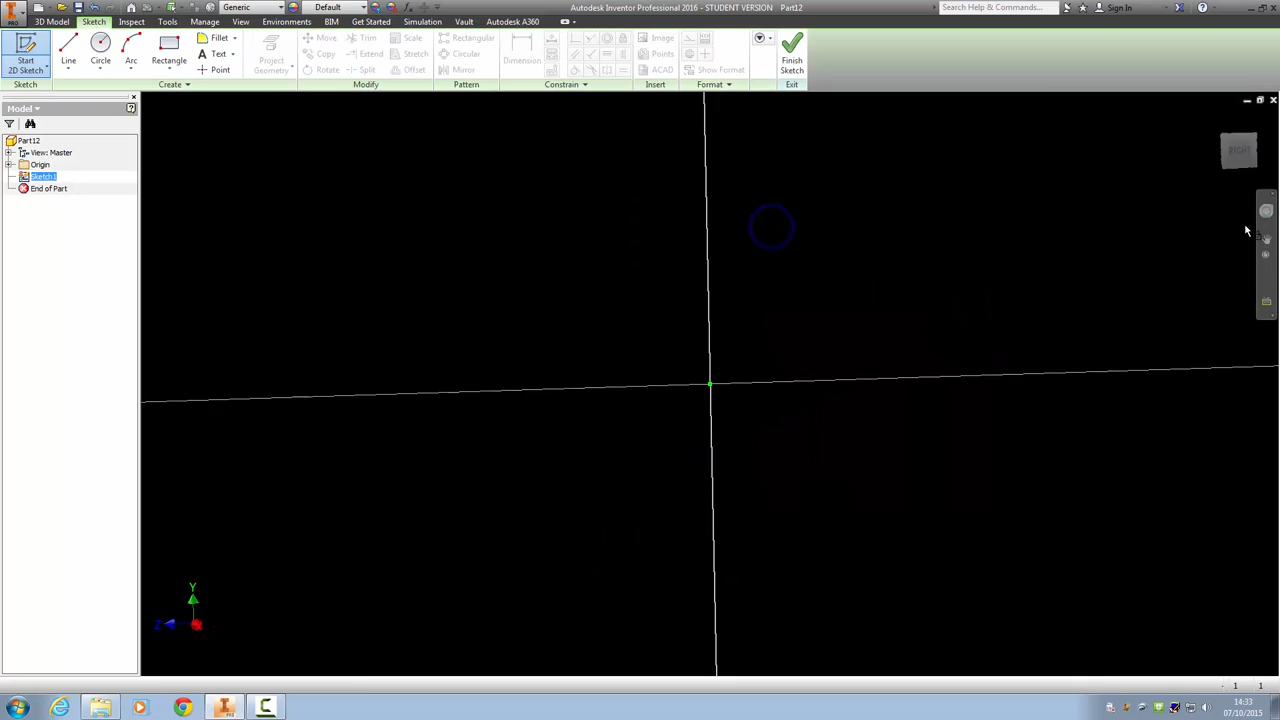 Generic
Default
Autodesk Inventor Professional 2016 - STUDENT VERSION Part12
Search Help & Commands...
Sign In
PRO
3D Model
Sketch
Inspect
Tools
Manage
View
Environments
BIM
Get Started
Simulation
Vault
Autodesk A360
Start
2D Sketch
Line
Circle
Arc
Rectangle
Fillet
Text
Point
Project
Geometry
Move
Copy
Rotate
Trim
Extend
Split
Scale
Stretch
Offset
Rectangular
Circular
Mirror
Dimension
Image
Points
ACAD
Show Format
Finish
Sketch
Sketch
Create
Modify
Pattern
Constrain
Insert
Format
Exit
Model
Part12
View: Master
Origin
Sketch1
End of Part
RIGHT
Y
Z
1 1
14:33
07/10/2015